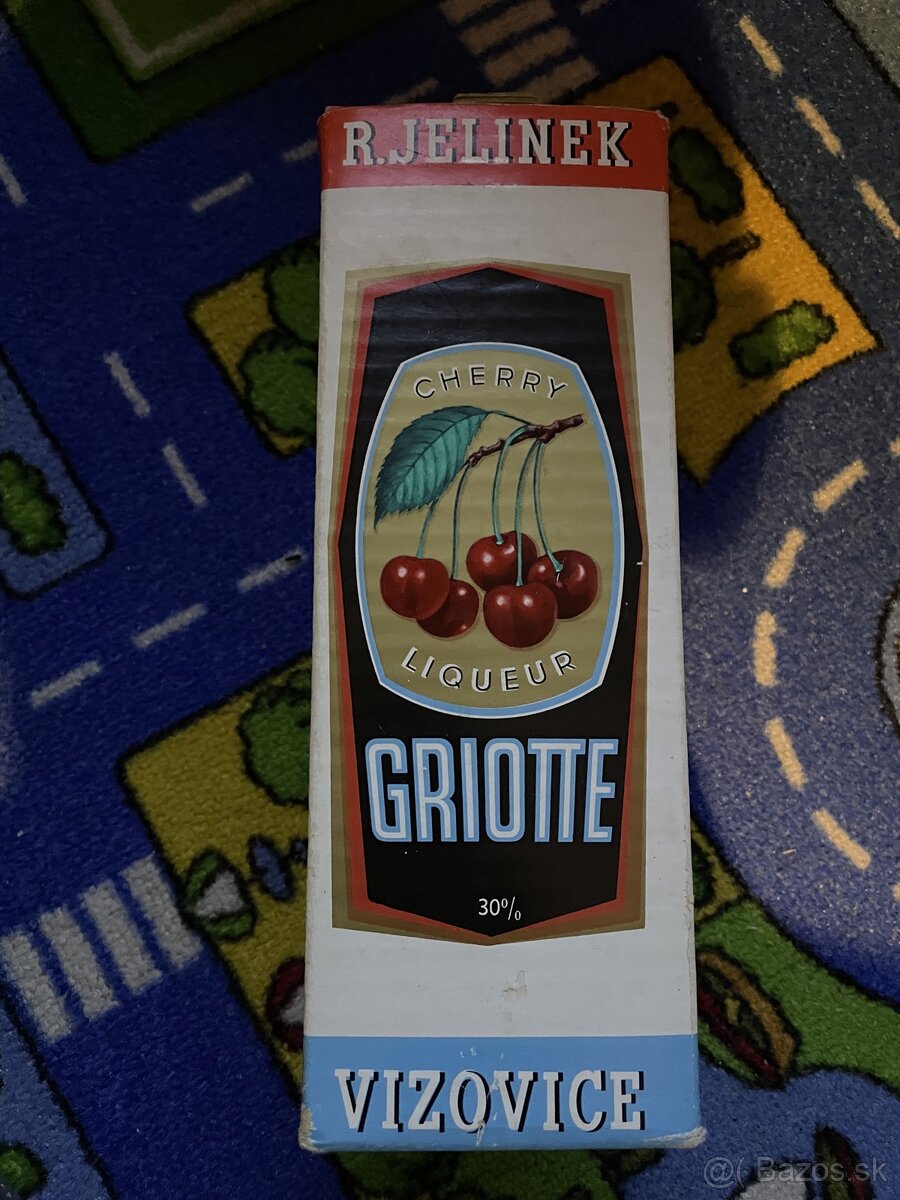 R.JELINEK
CHERRY
LIQUEUR
GRIOTTE
30%
VIZOVICE
@( Bazos.sk